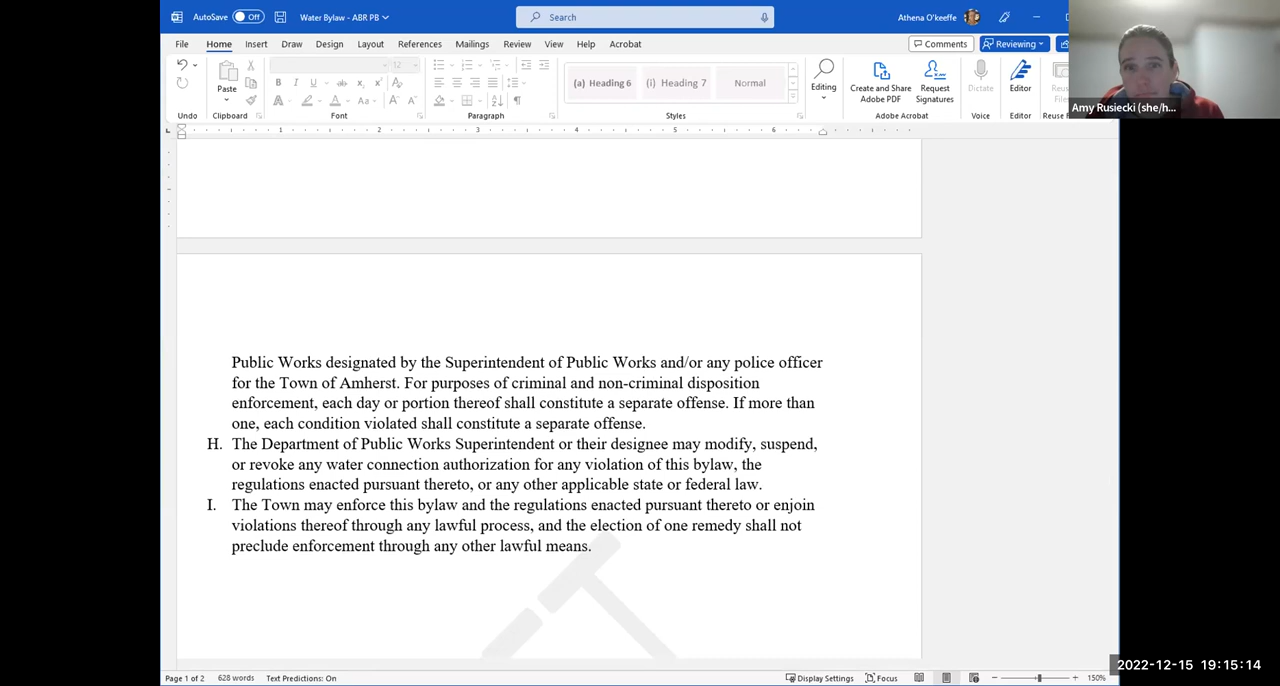 AutoSave Off Water Bylaw - ABR PB Search Athena O'keeffe
File Home Insert Draw Design Layout References Mailings Review View Help Acrobat Comments Reviewing
Amy Rusiecki (she/h...
12
Paste
B I U ab x x A
A A Aa A A
(a) Heading 6 (i) Heading 7 Normal
Editing
Create and Share Adobe PDF
Request Signatures
Dictate
Editor
Undo Clipboard Font Paragraph Styles Adobe Acrobat Voice Editor Reuse
1 2 3 4 5 6
Public Works designated by the Superintendent of Public Works and/or any police officer
for the Town of Amherst. For purposes of criminal and non-criminal disposition
enforcement, each day or portion thereof shall constitute a separate offense. If more than
one, each condition violated shall constitute a separate offense.
H. The Department of Public Works Superintendent or their designee may modify, suspend,
or revoke any water connection authorization for any violation of this bylaw, the
regulations enacted pursuant thereto, or any other applicable state or federal law.
I. The Town may enforce this bylaw and the regulations enacted pursuant thereto or enjoin
violations thereof through any lawful process, and the election of one remedy shall not
preclude enforcement through any other lawful means.
2022-12-15 19:15:14
Page 1 of 2 628 words Text Predictions: On Display Settings Focus 150%